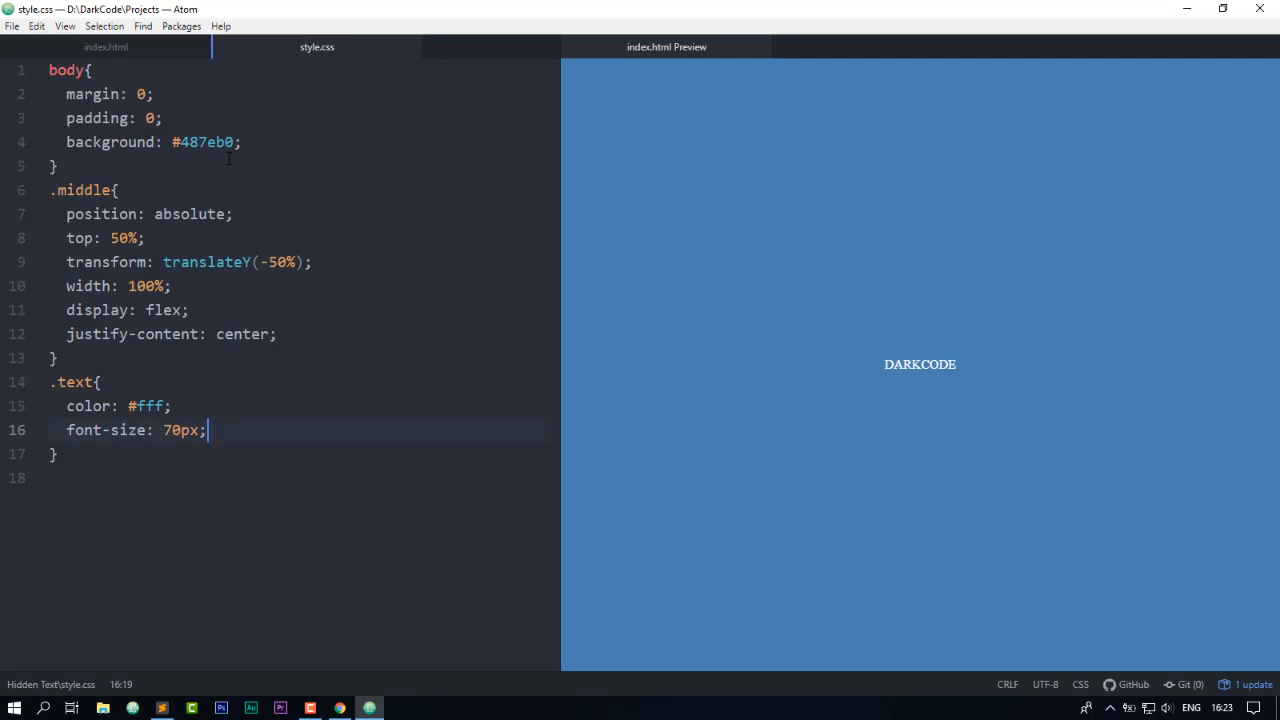 style.css — D:\DarkCode\Projects — Atom
File Edit View Selection Find Packages Help
index.html style.css index.html Preview
1 body{
2 margin: 0;
3 padding: 0;
4 background: #487eb0;
5 }
6 .middle{
7 position: absolute;
8 top: 50%;
9 transform: translateY(-50%);
10 width: 100%;
11 display: flex;
12 justify-content: center;
13 }
14 .text{
15 color: #fff;
16 font-size: 70px;
17 }
18
DARKCODE
Hidden Text\style.css 16:19 CRLF UTF-8 CSS GitHub Git (0) 1 update
Ps Au Pr ENG 16:23